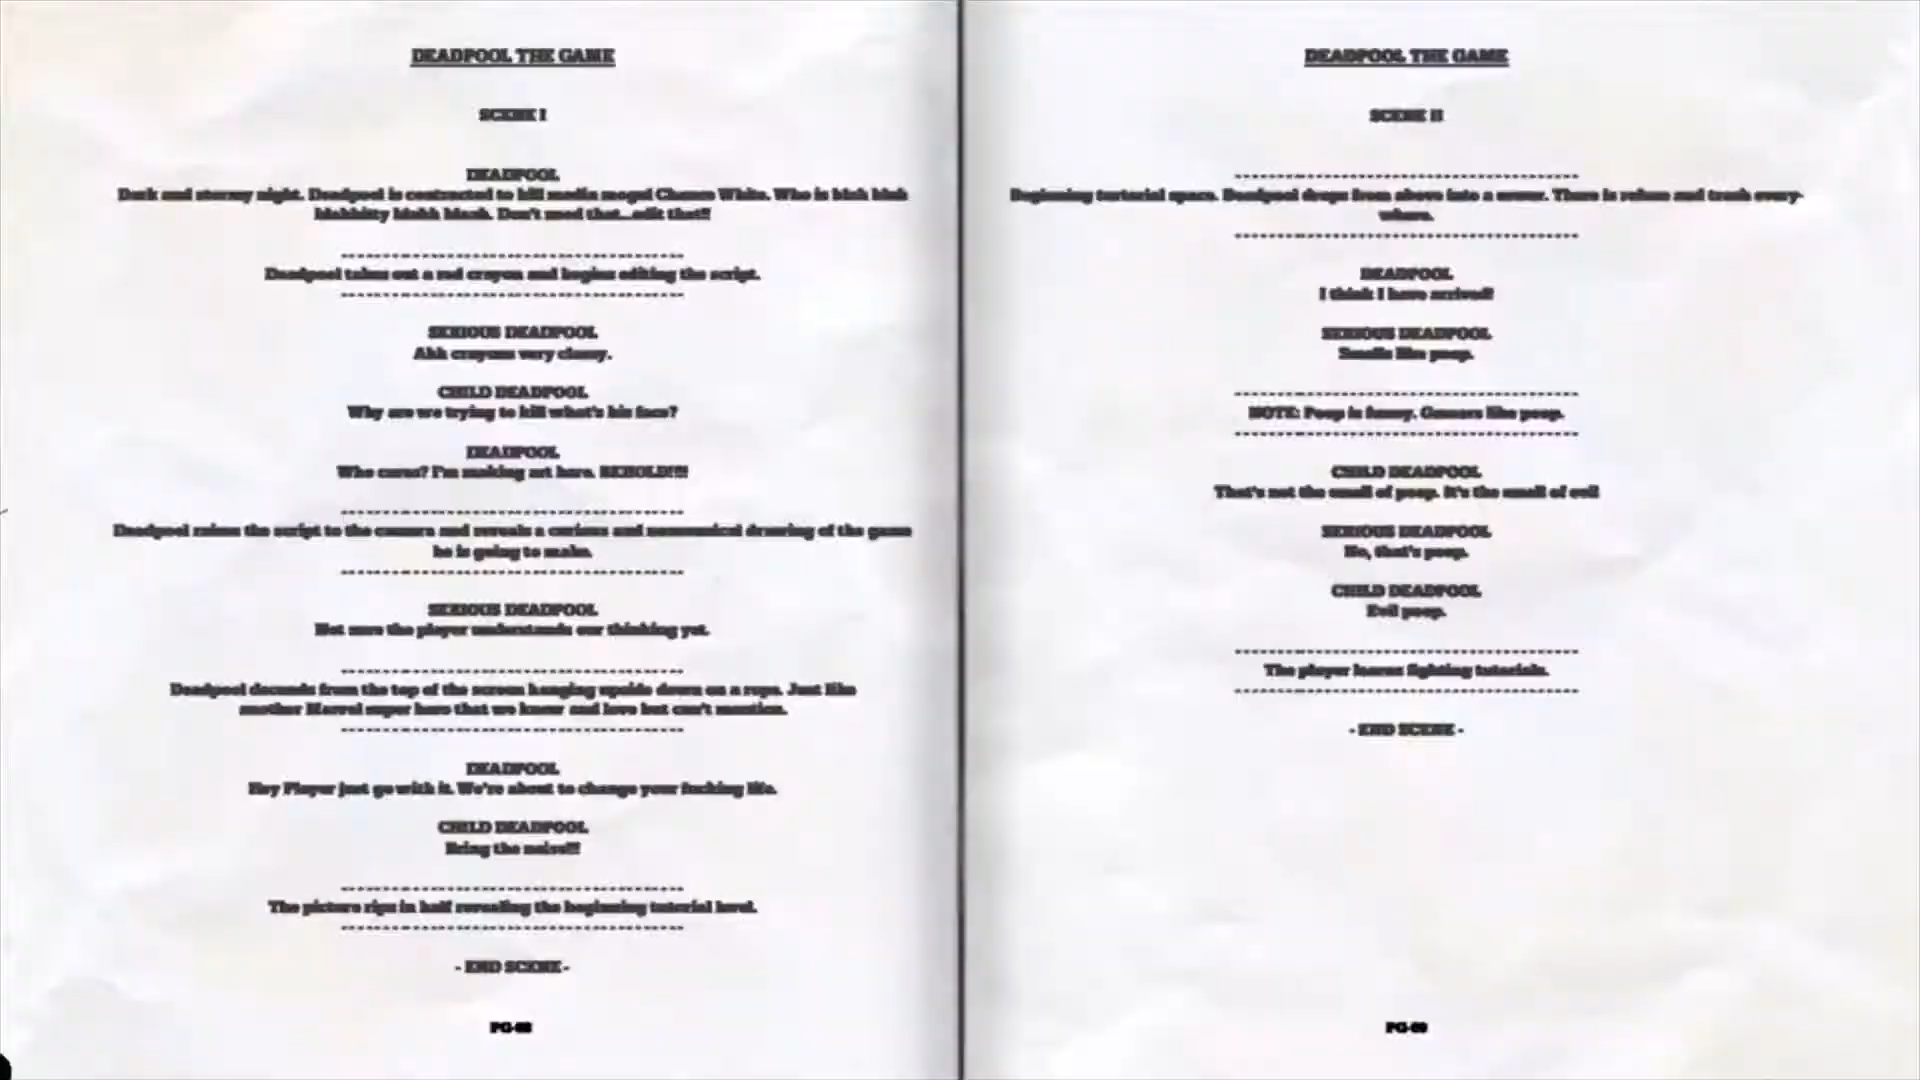 DEADPOOL THE GAME
SCENE I
DEADPOOL
Dark and stormy night. Deadpool is contracted to kill media mogul Chance White. Who is blah blah
blahbitty blahh blaah. Don't need that...edit that!!
Deadpool takes out a red crayon and begins editing the script.
SERIOUS DEADPOOL
Ahh crayons very classy.
CHILD DEADPOOL
Why are we trying to kill what's his face?
DEADPOOL
Who cares? I'm making art here. BEHOLD!!!!
Deadpool raises the script to the camera and reveals a curious and nonsensical drawing of the game
he is going to make.
SERIOUS DEADPOOL
Not sure the player understands our thinking yet.
Deadpool decends from the top of the screen hanging upside down on a rope. Just like
another Marvel super hero that we know and love but can't mention.
DEADPOOL
Hey Player just go with it. We're about to change your fucking life.
CHILD DEADPOOL
Bring the noise!!!
The picture rips in half revealing the beginning tutorial level.
- END SCENE -
DEADPOOL THE GAME
SCENE II
Beginning turtorial space. Deadpool drops from above into a sewer. There is refuse and trash every-
where.
DEADPOOL
I think I have arrived!
SERIOUS DEADPOOL
Smells like poop.
NOTE: Poop is funny. Gamers like poop.
CHILD DEADPOOL
That's not the smell of poop. It's the smell of evil
SERIOUS DEADPOOL
No, that's poop.
CHILD DEADPOOL
Evil poop.
The player learns fighting tutorials.
- END SCENE -